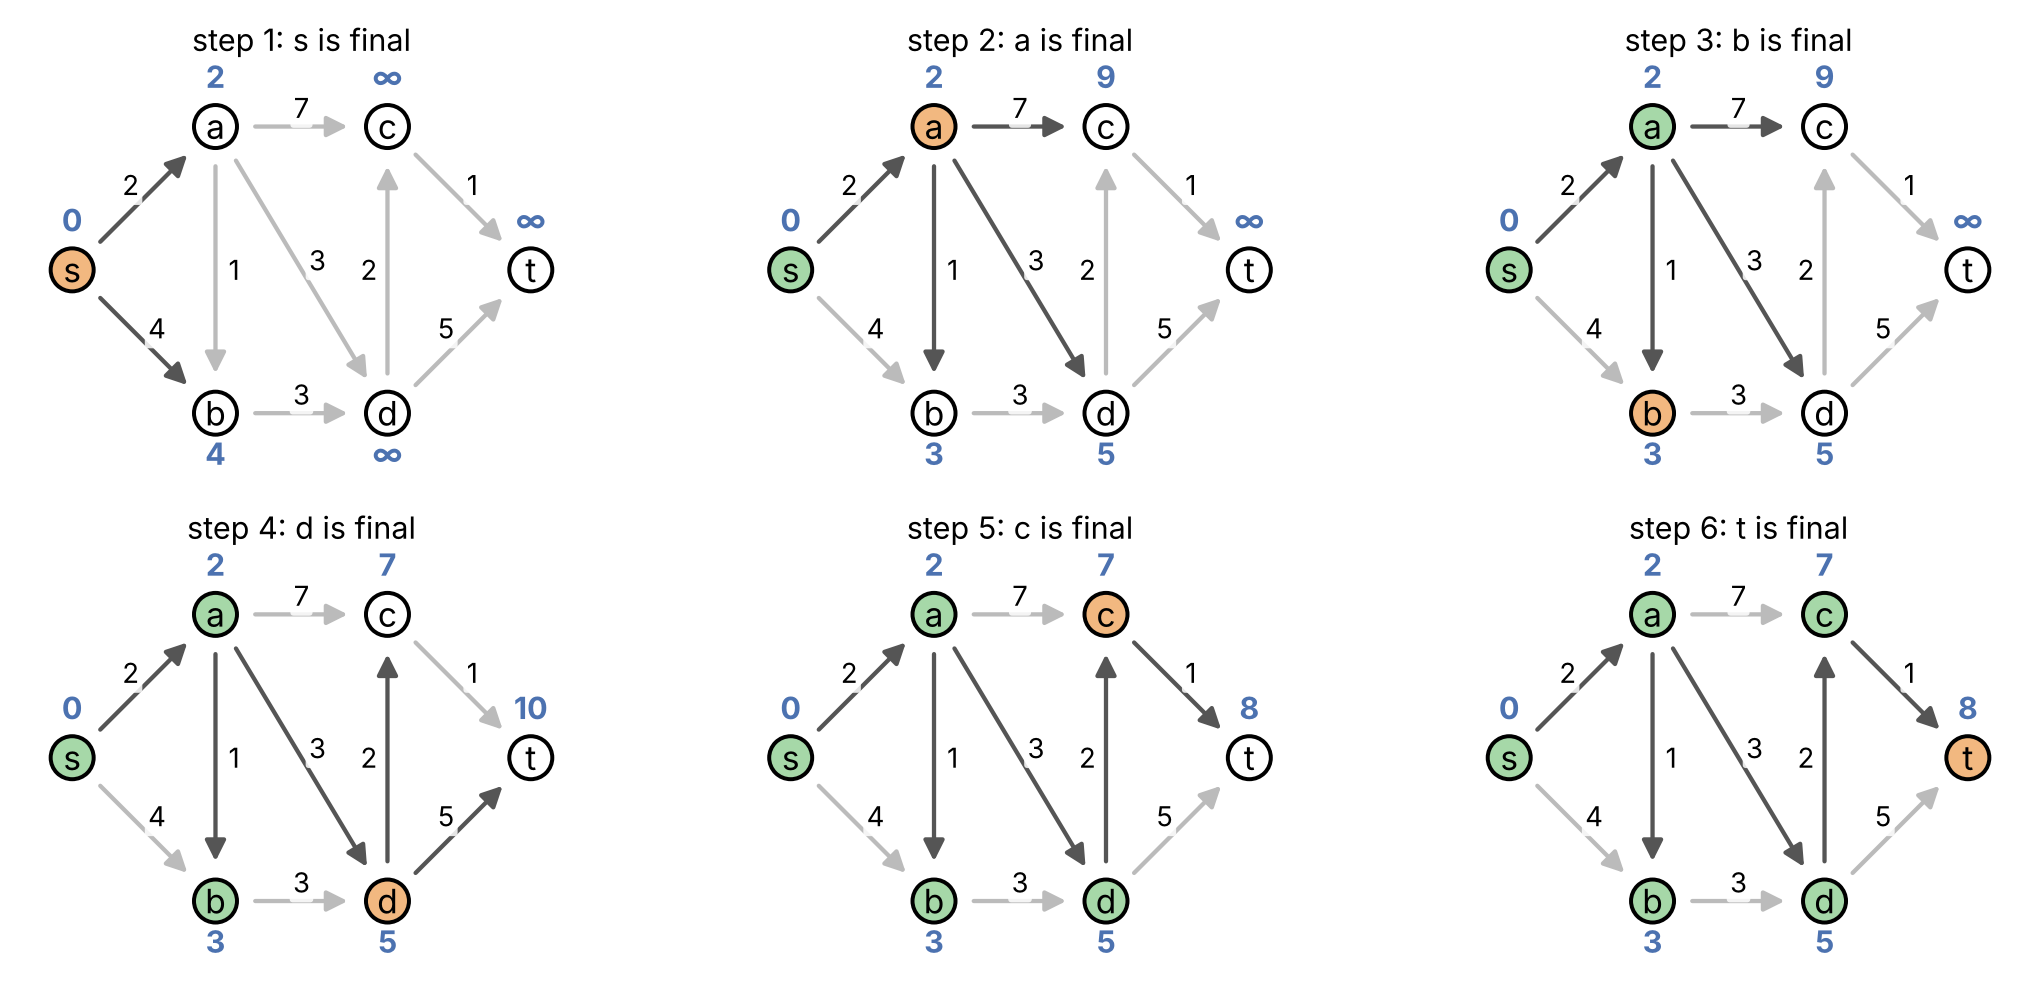 step 1: s is final
2 ∞
a 7 c
2 1
0 ∞
s 1 3 2 t
4 5
b 3 d
4 ∞
step 2: a is final
2 9
a 7 c
2 1
0 ∞
s 1 3 2 t
4 5
b 3 d
3 5
step 3: b is final
2 9
a 7 c
2 1
0 ∞
s 1 3 2 t
4 5
b 3 d
3 5
step 4: d is final
2 7
a 7 c
2 1
0 10
s 1 3 2 t
4 5
b 3 d
3 5
step 5: c is final
2 7
a 7 c
2 1
0 8
s 1 3 2 t
4 5
b 3 d
3 5
step 6: t is final
2 7
a 7 c
2 1
0 8
s 1 3 2 t
4 5
b 3 d
3 5